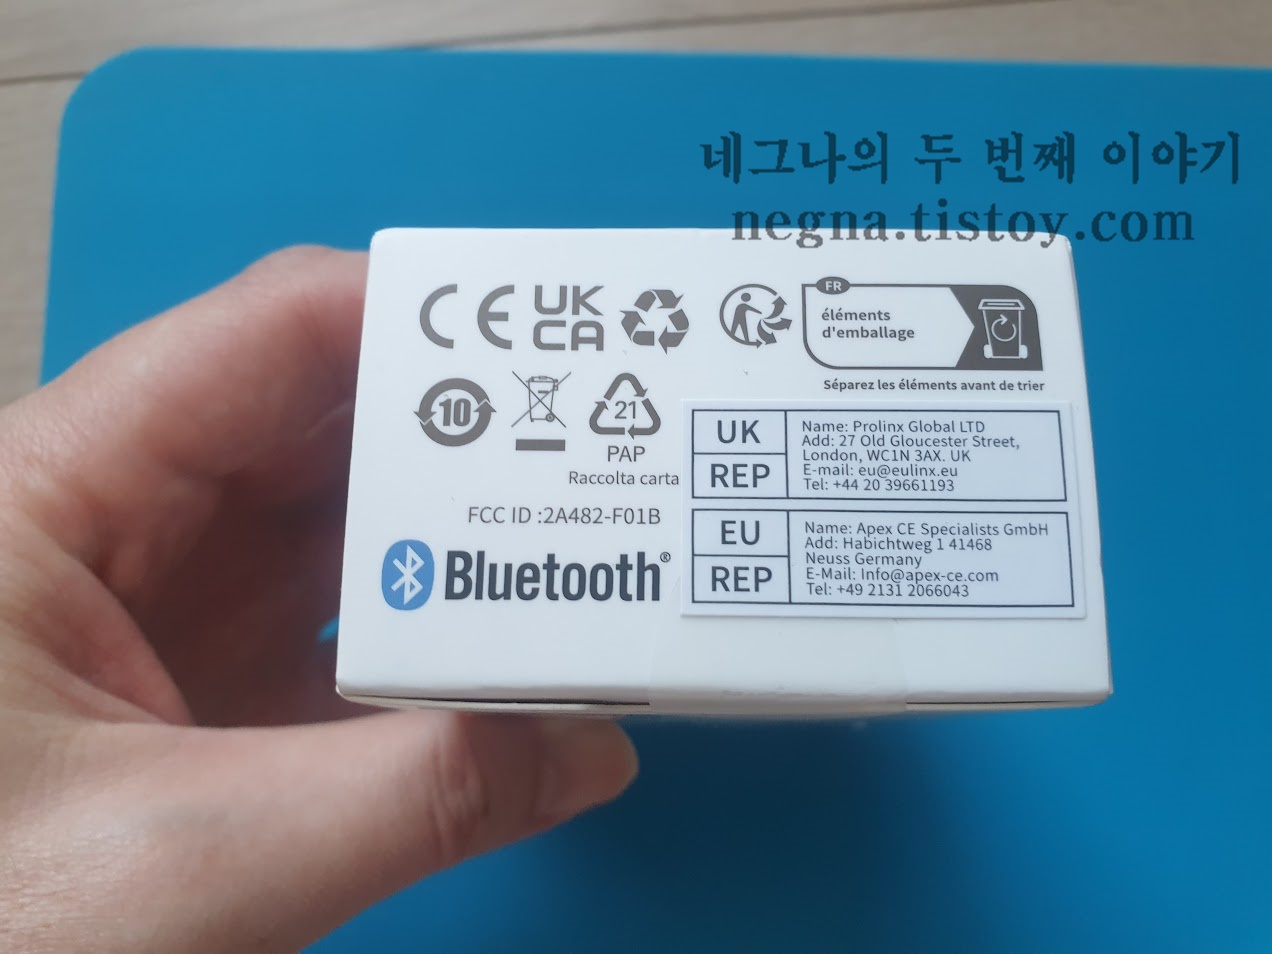 네그나의 두 번째 이야기
negna.tistoy.com
CE
UK
CA
FR
éléments
d'emballage
Séparez les éléments avant de trier
10
21
PAP
Raccolta carta
UK
REP
Name: Prolinx Global LTD
Add: 27 Old Gloucester Street,
London, WC1N 3AX. UK
E-mail: eu@eulinx.eu
Tel: +44 20 39661193
FCC ID :2A482-F01B
Bluetooth®
EU
REP
Name: Apex CE Specialists GmbH
Add: Habichtweg 1 41468
Neuss Germany
E-Mail: Info@apex-ce.com
Tel: +49 2131 2066043